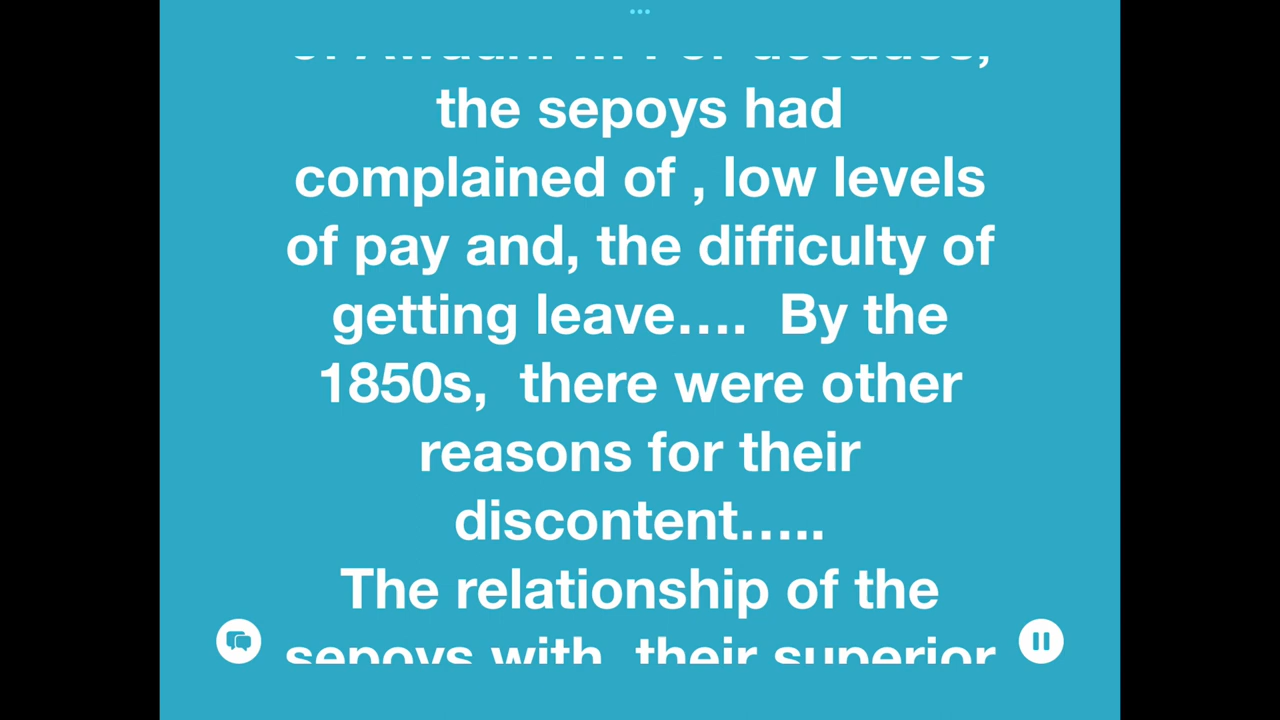 the sepoys had
complained of , low levels
of pay and, the difficulty of
getting leave....  By the
1850s,  there were other
reasons for their
discontent.....
The relationship of the
sepoys with  their superior